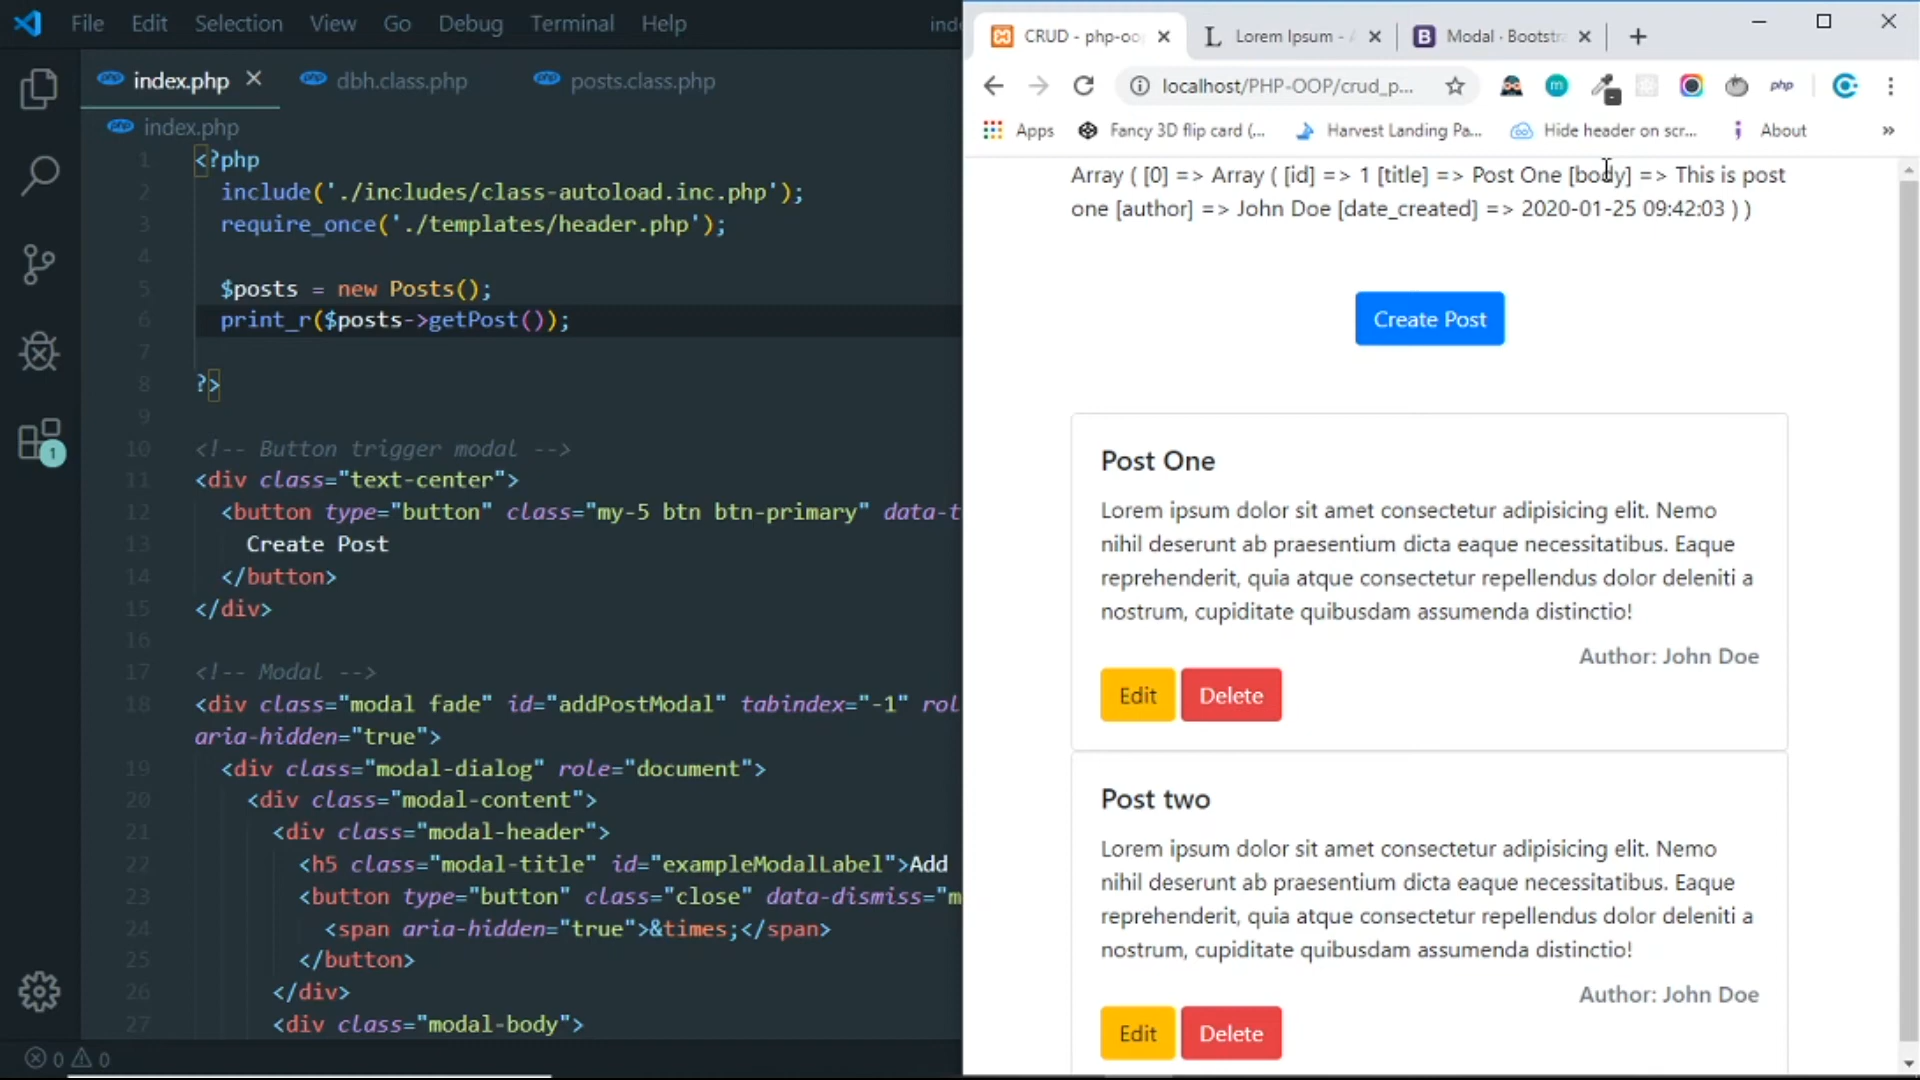 File Edit Selection View Go Debug Terminal Help
index.php dbh.class.php posts.class.php
index.php
1 <?php
2 include('./includes/class-autoload.inc.php');
3 require_once('./templates/header.php');
4
5 $posts = new Posts();
6 print_r($posts->getPost());
7
8 ?>
9
10 <!-- Button trigger modal -->
11 <div class="text-center">
12 <button type="button" class="my-5 btn btn-primary" data-t
13 Create Post
14 </button>
15 </div>
16
17 <!-- Modal -->
18 <div class="modal fade" id="addPostModal" tabindex="-1" rol
aria-hidden="true">
19 <div class="modal-dialog" role="document">
20 <div class="modal-content">
21 <div class="modal-header">
22 <h5 class="modal-title" id="exampleModalLabel">Add
23 <button type="button" class="close" data-dismiss="m
24 <span aria-hidden="true">&times;</span>
25 </button>
26 </div>
27 <div class="modal-body">
1
0 0
CRUD - php-oo Lorem Ipsum - Modal · Bootstr
localhost/PHP-OOP/crud_p... m php
Apps Fancy 3D flip card (... Harvest Landing Pa... Hide header on scr... About »
Array ( [0] => Array ( [id] => 1 [title] => Post One [body] => This is post
one [author] => John Doe [date_created] => 2020-01-25 09:42:03 ) )
Create Post
Post One
Lorem ipsum dolor sit amet consectetur adipisicing elit. Nemo
nihil deserunt ab praesentium dicta eaque necessitatibus. Eaque
reprehenderit, quia atque consectetur repellendus dolor deleniti a
nostrum, cupiditate quibusdam assumenda distinctio!
Author: John Doe
Edit Delete
Post two
Lorem ipsum dolor sit amet consectetur adipisicing elit. Nemo
nihil deserunt ab praesentium dicta eaque necessitatibus. Eaque
reprehenderit, quia atque consectetur repellendus dolor deleniti a
nostrum, cupiditate quibusdam assumenda distinctio!
Author: John Doe
Edit Delete